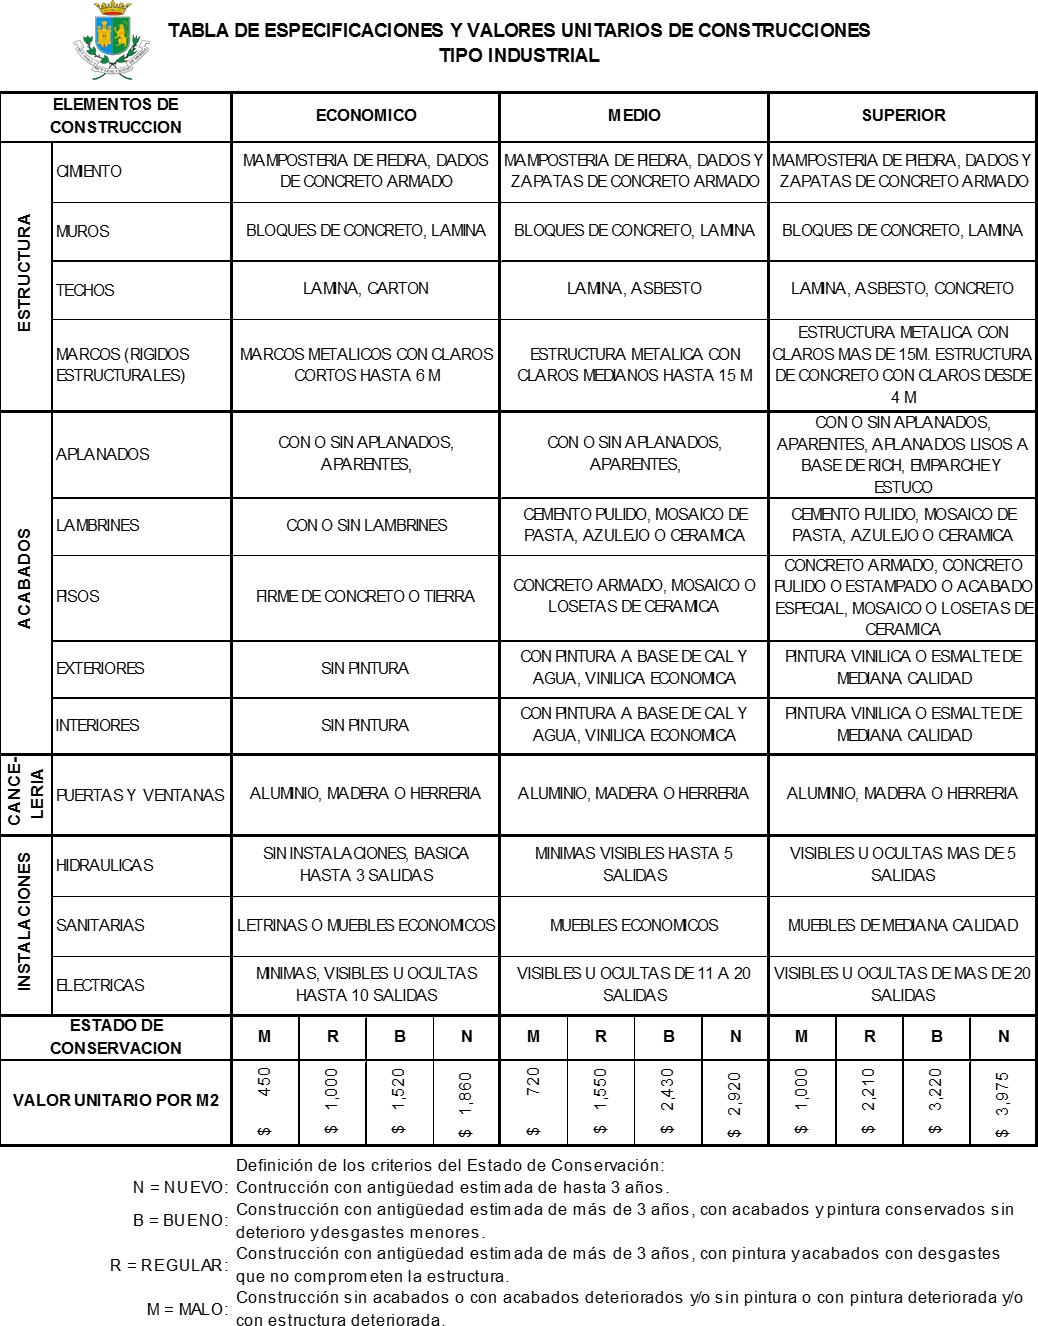 TABLA DE ESPECIFICACIONES Y VALORES UNITARIOS DE CONSTRUCCIONES
TIPO INDUSTRIAL
ELEMENTOS DE
CONSTRUCCION
ECONOMICO
MEDIO
SUPERIOR
ESTRUCTURA
CIMIENTO
MAMPOSTERIA DE PIEDRA, DADOS
DE CONCRETO ARMADO
MAMPOSTERIA DE PIEDRA, DADOS Y
ZAPATAS DE CONCRETO ARMADO
MAMPOSTERIA DE PIEDRA, DADOS Y
ZAPATAS DE CONCRETO ARMADO
MUROS
BLOQUES DE CONCRETO, LAMINA
BLOQUES DE CONCRETO, LAMINA
BLOQUES DE CONCRETO, LAMINA
TECHOS
LAMINA, CARTON
LAMINA, ASBESTO
LAMINA, ASBESTO, CONCRETO
MARCOS (RIGIDOS
ESTRUCTURALES)
MARCOS METALICOS CON CLAROS
CORTOS HASTA 6 M
ESTRUCTURA METALICA CON
CLAROS MEDIANOS HASTA 15 M
ESTRUCTURA METALICA CON
CLAROS MAS DE 15M. ESTRUCTURA
DE CONCRETO CON CLAROS DESDE
4 M
ACABADOS
APLANADOS
CON O SIN APLANADOS,
APARENTES,
CON O SIN APLANADOS,
APARENTES,
CON O SIN APLANADOS,
APARENTES, APLANADOS LISOS A
BASE DE RICH, EMPARCHE Y
ESTUCO
LAMBRINES
CON O SIN LAMBRINES
CEMENTO PULIDO, MOSAICO DE
PASTA, AZULEJO O CERAMICA
CEMENTO PULIDO, MOSAICO DE
PASTA, AZULEJO O CERAMICA
PISOS
FIRME DE CONCRETO O TIERRA
CONCRETO ARMADO, MOSAICO O
LOSETAS DE CERAMICA
CONCRETO ARMADO, CONCRETO
PULIDO O ESTAMPADO O ACABADO
ESPECIAL, MOSAICO O LOSETAS DE
CERAMICA
EXTERIORES
SIN PINTURA
CON PINTURA A BASE DE CAL Y
AGUA, VINILICA ECONOMICA
PINTURA VINILICA O ESMALTE DE
MEDIANA CALIDAD
INTERIORES
SIN PINTURA
CON PINTURA A BASE DE CAL Y
AGUA, VINILICA ECONOMICA
PINTURA VINILICA O ESMALTE DE
MEDIANA CALIDAD
CANCE-
LERIA
PUERTAS Y VENTANAS
ALUMINIO, MADERA O HERRERIA
ALUMINIO, MADERA O HERRERIA
ALUMINIO, MADERA O HERRERIA
INSTALACIONES
HIDRAULICAS
SIN INSTALACIONES, BASICA
HASTA 3 SALIDAS
MINIMAS VISIBLES HASTA 5
SALIDAS
VISIBLES U OCULTAS MAS DE 5
SALIDAS
SANITARIAS
LETRINAS O MUEBLES ECONOMICOS
MUEBLES ECONOMICOS
MUEBLES DE MEDIANA CALIDAD
ELECTRICAS
MINIMAS, VISIBLES U OCULTAS
HASTA 10 SALIDAS
VISIBLES U OCULTAS DE 11 A 20
SALIDAS
VISIBLES U OCULTAS DE MAS DE 20
SALIDAS
ESTADO DE
CONSERVACION
M R B N M R B N M R B N
VALOR UNITARIO POR M2
$ 450 $ 1,000 $ 1,520 $ 1,860 $ 720 $ 1,550 $ 2,430 $ 2,920 $ 1,000 $ 2,210 $ 3,220 $ 3,975
Definición de los criterios del Estado de Conservación:
N = NUEVO: Contrucción con antigüedad estimada de hasta 3 años.
B = BUENO: Construcción con antigüedad estimada de más de 3 años, con acabados y pintura conservados sin
deterioro y desgastes menores.
R = REGULAR: Construcción con antigüedad estimada de más de 3 años, con pintura y acabados con desgastes
que no comprometen la estructura.
M = MALO: Construcción sin acabados o con acabados deteriorados y/o sin pintura o con pintura deteriorada y/o
con estructura deteriorada.